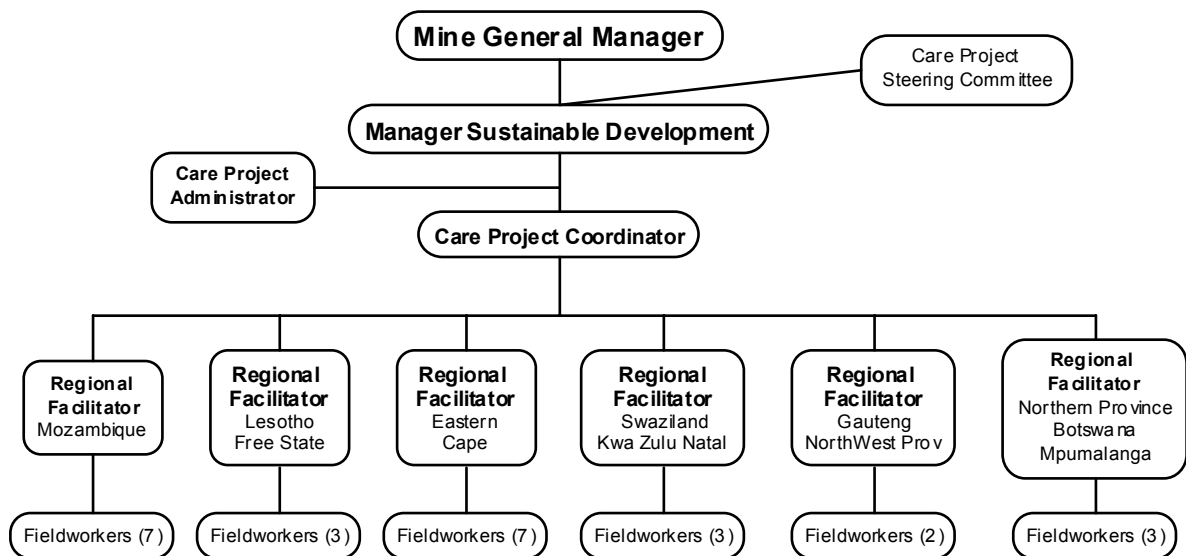 Mine General Manager
Care Project
Steering Committee
Manager Sustainable Development
Care Project
Administrator
Care Project Coordinator
Regional
Facilitator
Mozambique
Regional
Facilitator
Lesotho
Free State
Regional
Facilitator
Eastern
Cape
Regional
Facilitator
Swaziland
Kwa Zulu Natal
Regional
Facilitator
Gauteng
NorthWest Prov
Regional
Facilitator
Northern Province
Botswana
Mpumalanga
Fieldworkers (7)
Fieldworkers (3)
Fieldworkers (7)
Fieldworkers (3)
Fieldworkers (2)
Fieldworkers (3)